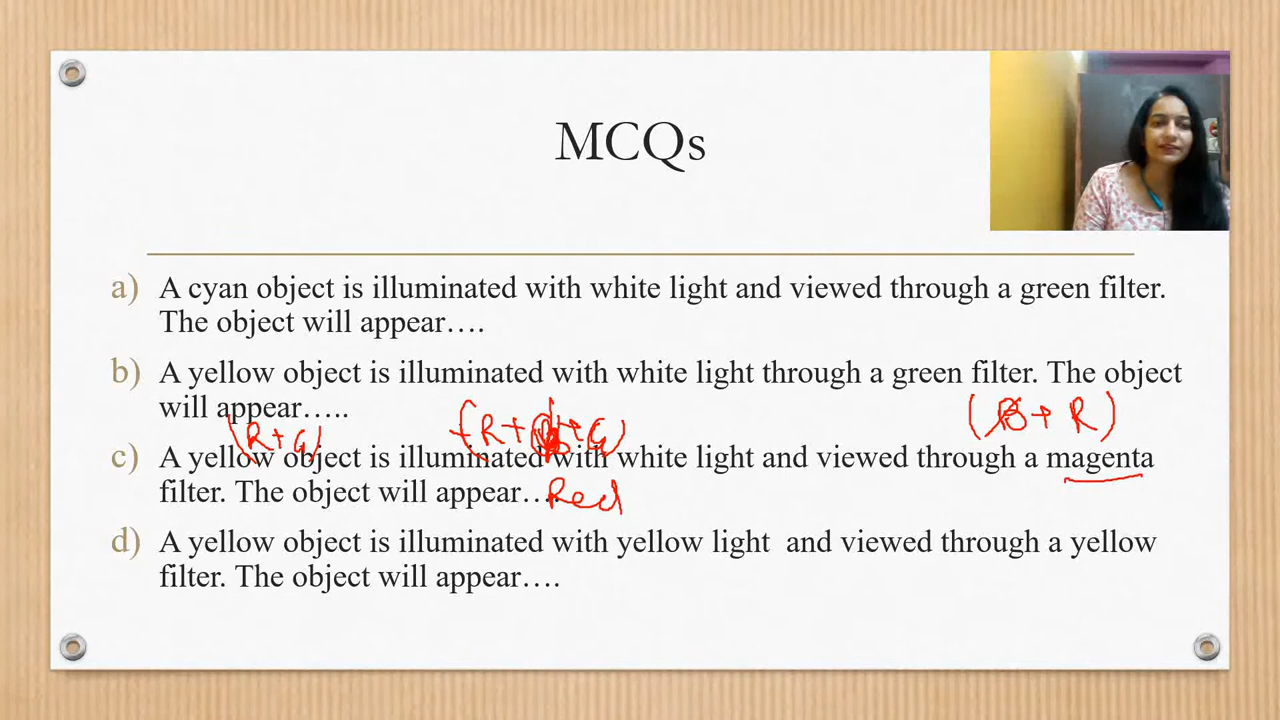 MCQs
a) A cyan object is illuminated with white light and viewed through a green filter.
The object will appear….
b) A yellow object is illuminated with white light through a green filter. The object
will appear…..
(R+G) (R+B+G) (B+R)
c) A yellow object is illuminated with white light and viewed through a magenta
filter. The object will appear….
Red
d) A yellow object is illuminated with yellow light and viewed through a yellow
filter. The object will appear….